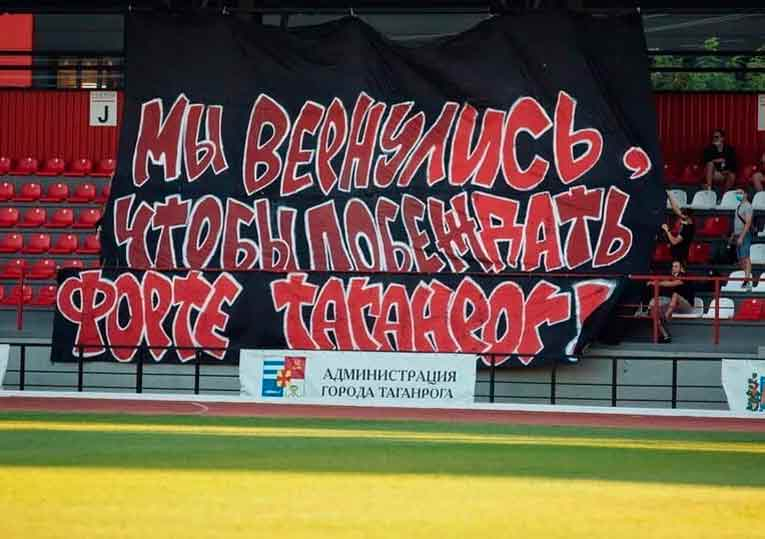 J
Мы вернулись,
чтобы побеждать
Форте Таганрог!
АДМИНИСТРАЦИЯ
ГОРОДА ТАГАНРОГА